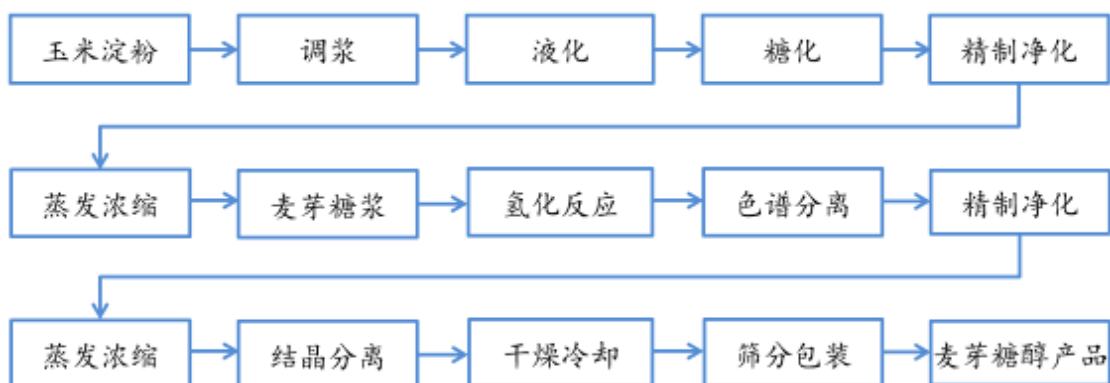 玉米淀粉 调浆 液化 糖化 精制净化
蒸发浓缩 麦芽糖浆 氢化反应 色谱分离 精制净化
蒸发浓缩 结晶分离 干燥冷却 筛分包装 麦芽糖醇产品